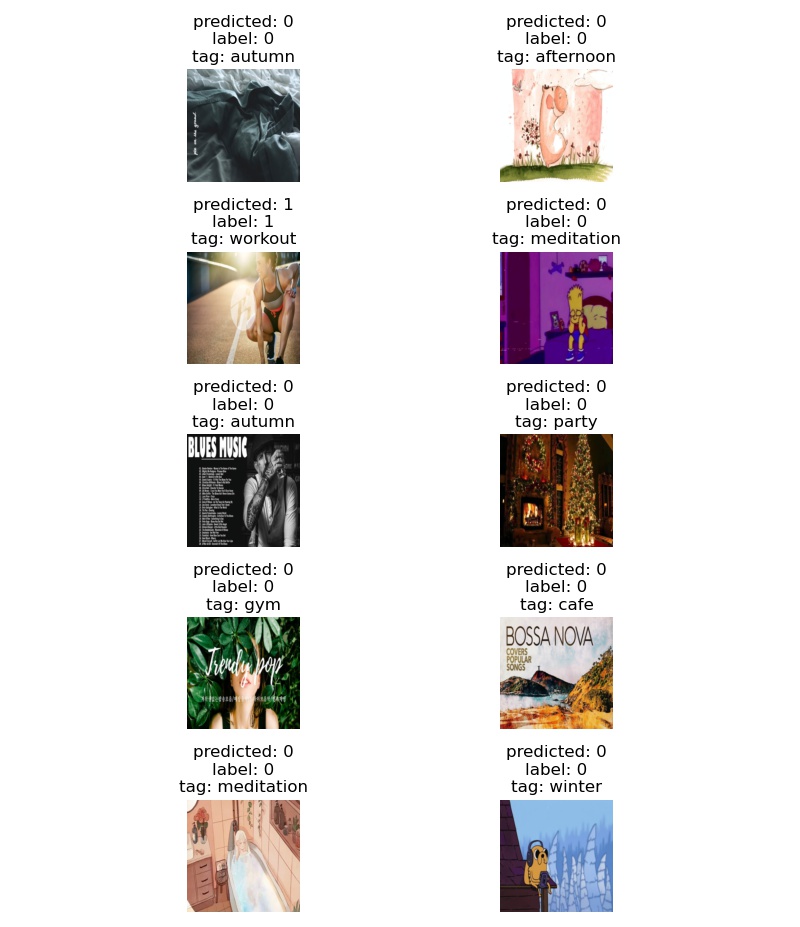 predicted: 0
label: 0
tag: autumn
predicted: 0
label: 0
tag: afternoon
predicted: 1
label: 1
tag: workout
predicted: 0
label: 0
tag: meditation
predicted: 0
label: 0
tag: autumn
BLUES MUSIC
predicted: 0
label: 0
tag: party
predicted: 0
label: 0
tag: gym
Trendy pop
predicted: 0
label: 0
tag: cafe
BOSSA NOVA
COVERS
POPULAR
SONGS
predicted: 0
label: 0
tag: meditation
predicted: 0
label: 0
tag: winter